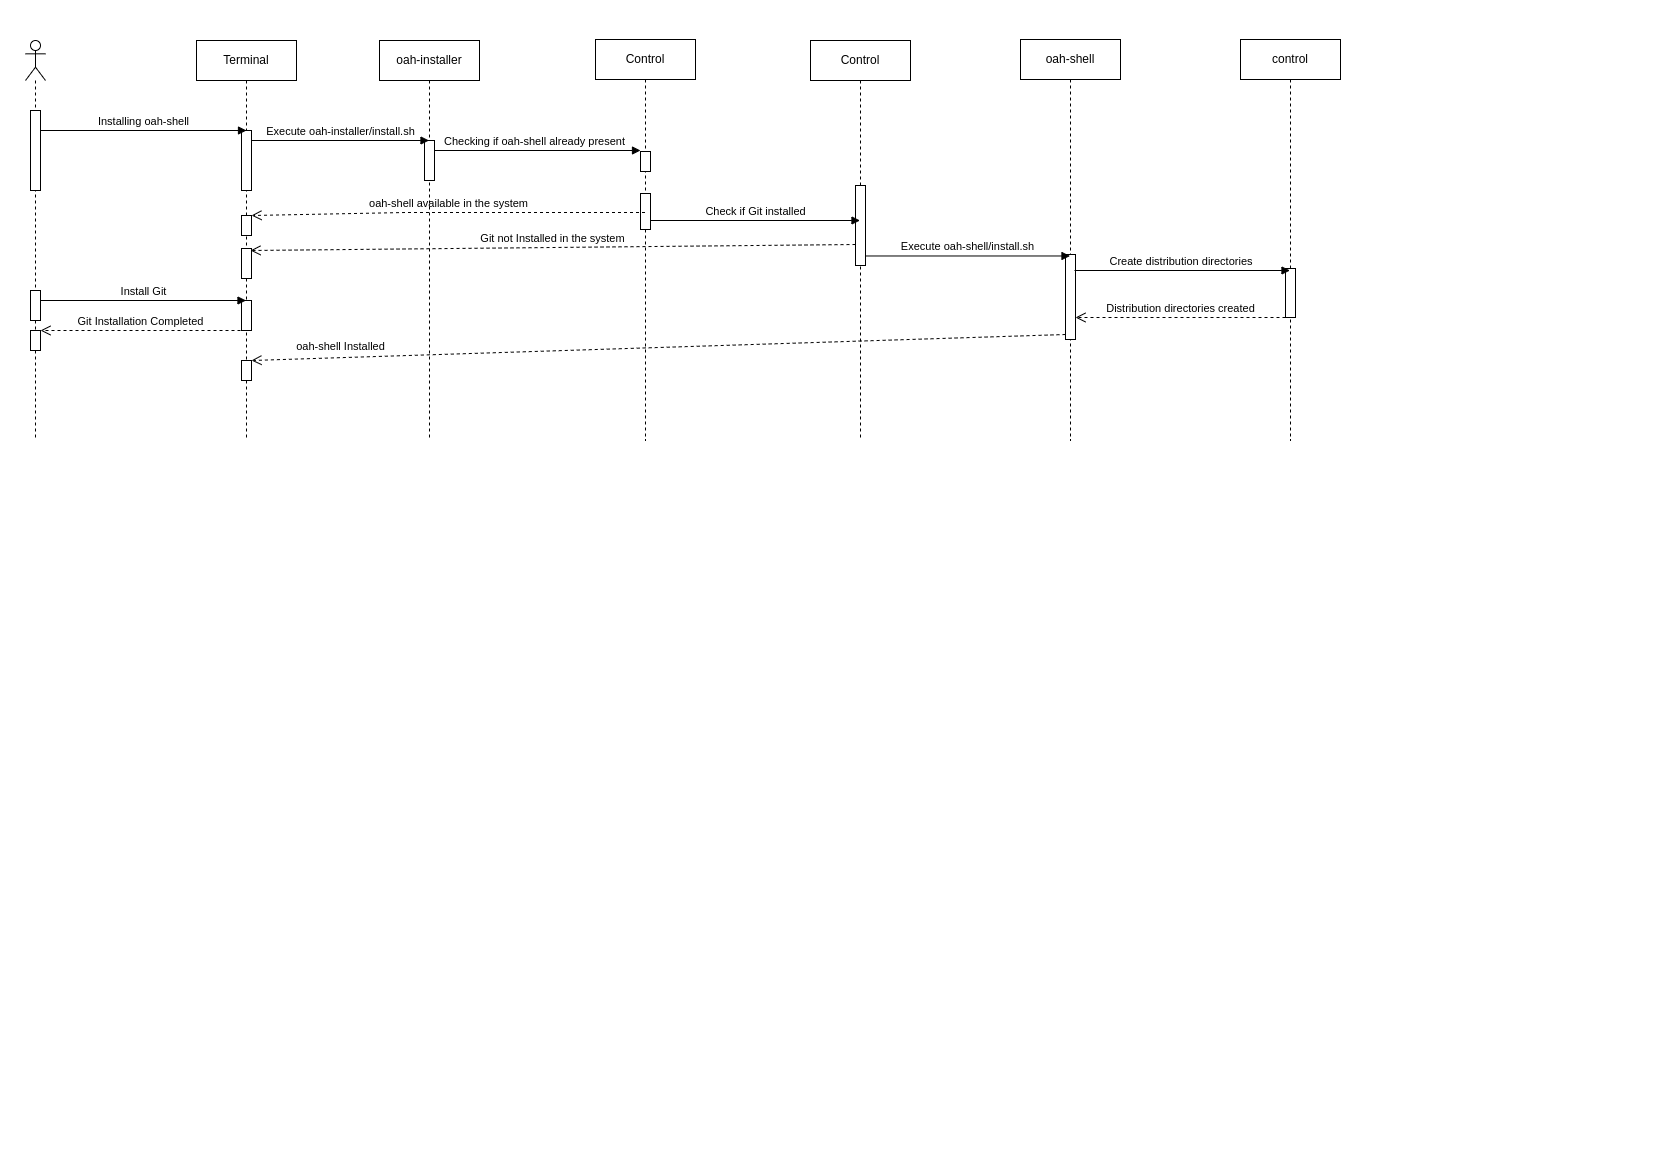 Terminal
oah-installer
Control
Control
oah-shell
control
Installing oah-shell
Execute oah-installer/install.sh
Checking if oah-shell already present
oah-shell available in the system
Check if Git installed
Git not Installed in the system
Execute oah-shell/install.sh
Create distribution directories
Install Git
Distribution directories created
Git Installation Completed
oah-shell Installed